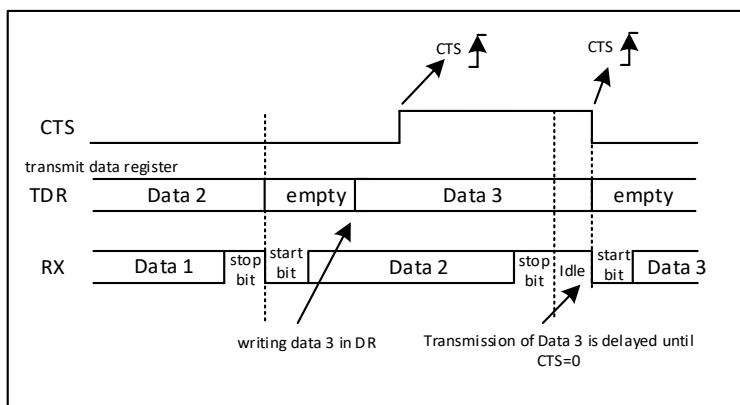 CTS
CTS
CTS
transmit data register
TDR
Data 2
empty
Data 3
empty
RX
Data 1
stop
bit
start
bit
Data 2
stop
bit
Idle
start
bit
Data 3
writing data 3 in DR
Transmission of Data 3 is delayed until
CTS=0